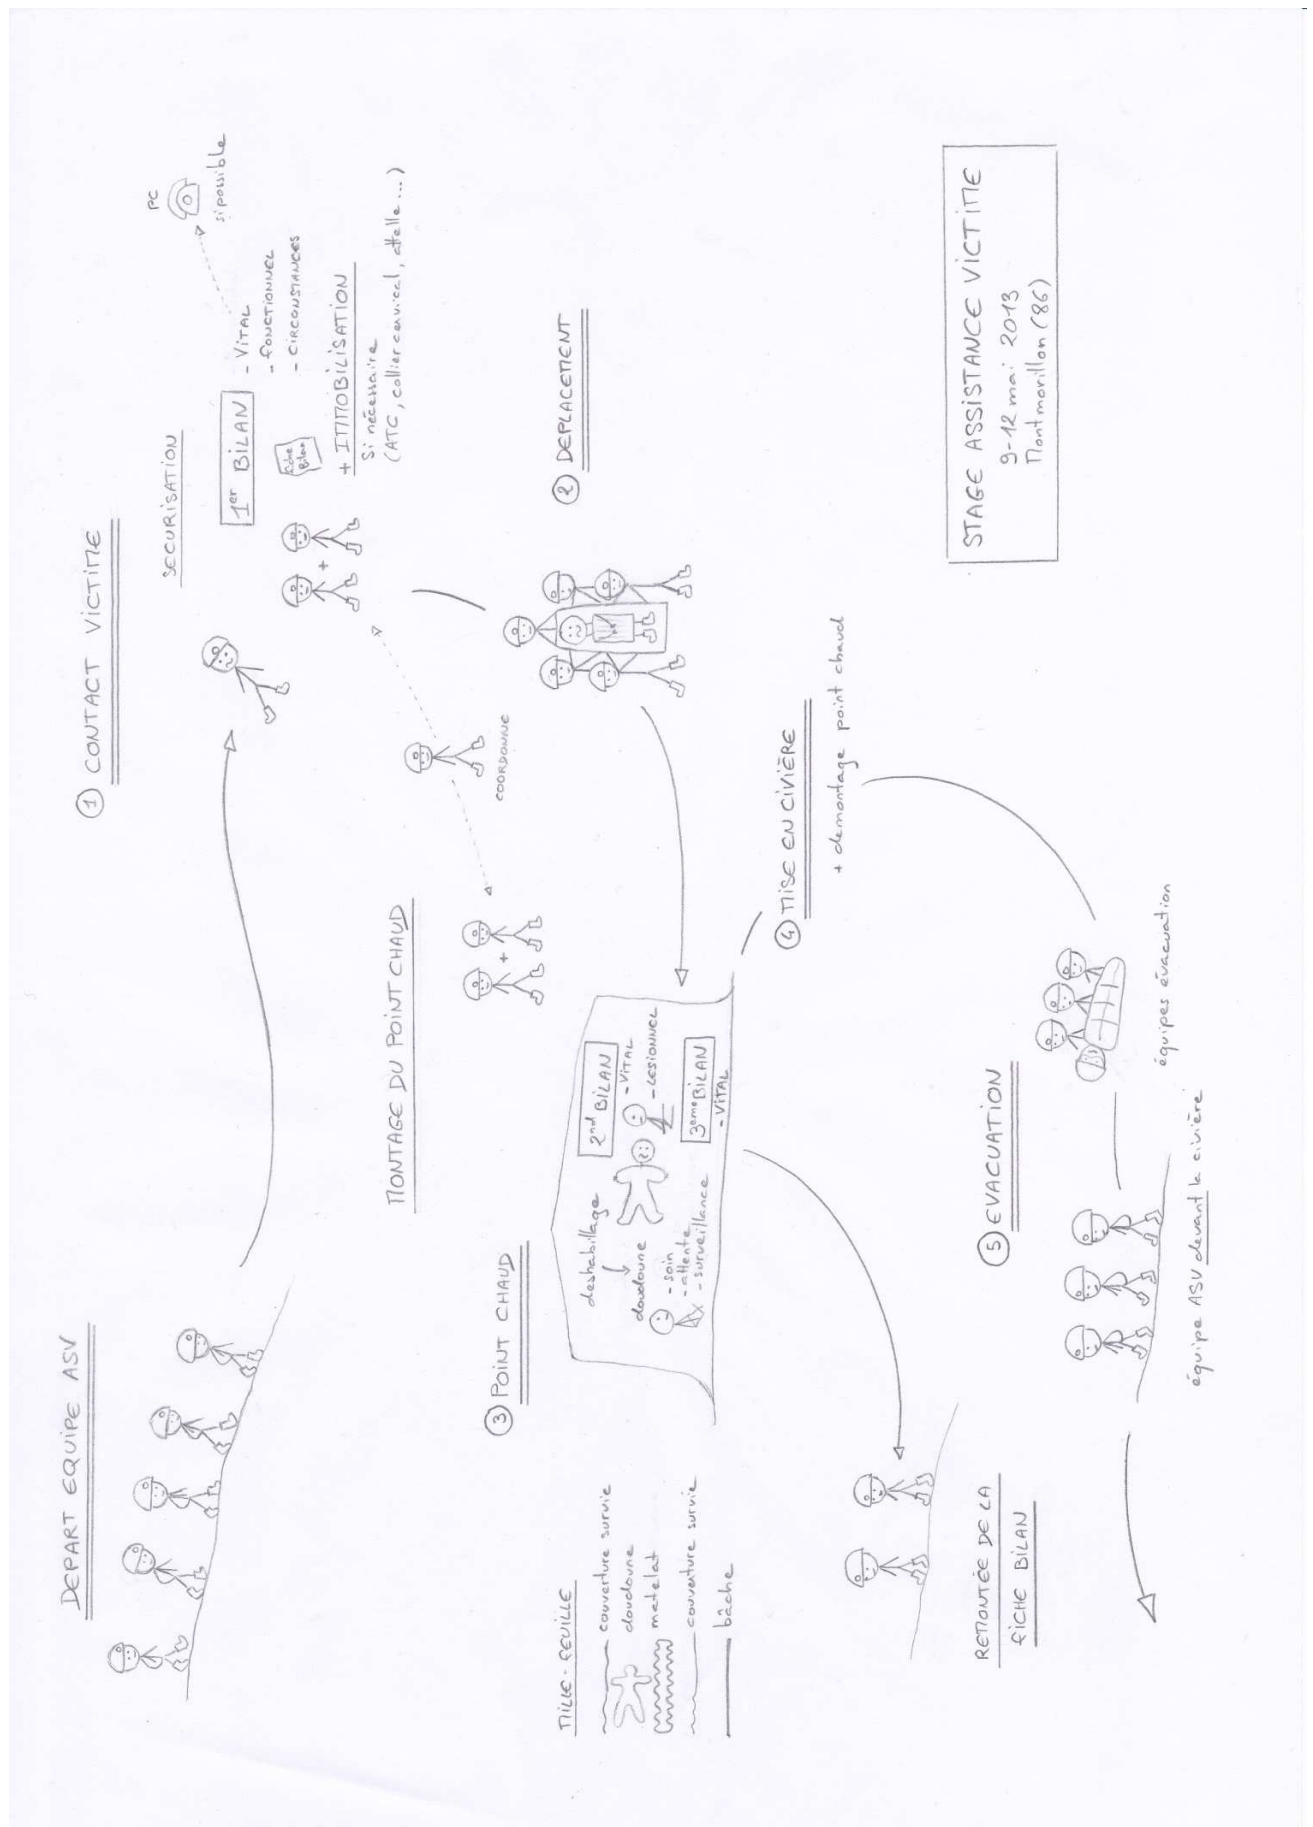 DEPART EQUIPE ASV
① CONTACT VICTIME
SECURISATION
1er BILAN
- VITAL
- FONCTIONNEL
- CIRCONSTANCES
PC
si possible
Fiche
Bilan
+ IMMOBILISATION
Si nécessaire
(ATC, collier cervical, attelle...)
MONTAGE DU POINT CHAUD
+
+
COORDONNE
② DEPLACEMENT
③ POINT CHAUD
deshabillage
doudoune
- soin
- attente
- surveillance
2nd BILAN
- VITAL
- LESIONNEL
3eme BILAN
- VITAL
MILLE-FEUILLE
couverture survie
doudoune
matelat
couverture survie
bâche
④ MISE EN CIVIÈRE
+ demontage point chaud
REMONTÉE DE LA
FICHE BILAN
⑤ EVACUATION
équipes évacuation
équipe ASV devant la civière
STAGE ASSISTANCE VICTIME
9-12 mai 2013
Montmorillon (86)